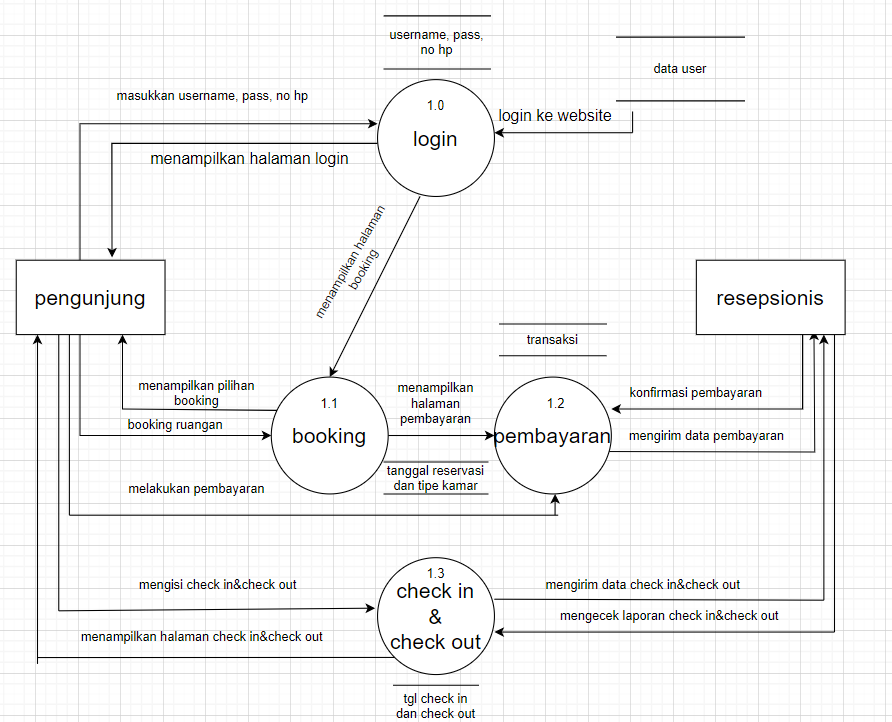 username, pass,
no hp
data user
masukkan username, pass, no hp
1.0
login
login ke website
menampilkan halaman login
menampilkan halaman
booking
pengunjung
resepsionis
transaksi
menampilkan pilihan
booking
booking ruangan
1.1
booking
menampilkan
halaman
pembayaran
1.2
pembayaran
konfirmasi pembayaran
mengirim data pembayaran
tanggal reservasi
dan tipe kamar
melakukan pembayaran
1.3
check in
&
check out
mengisi check in&check out
mengirim data check in&check out
mengecek laporan check in&check out
menampilkan halaman check in&check out
tgl check in
dan check out